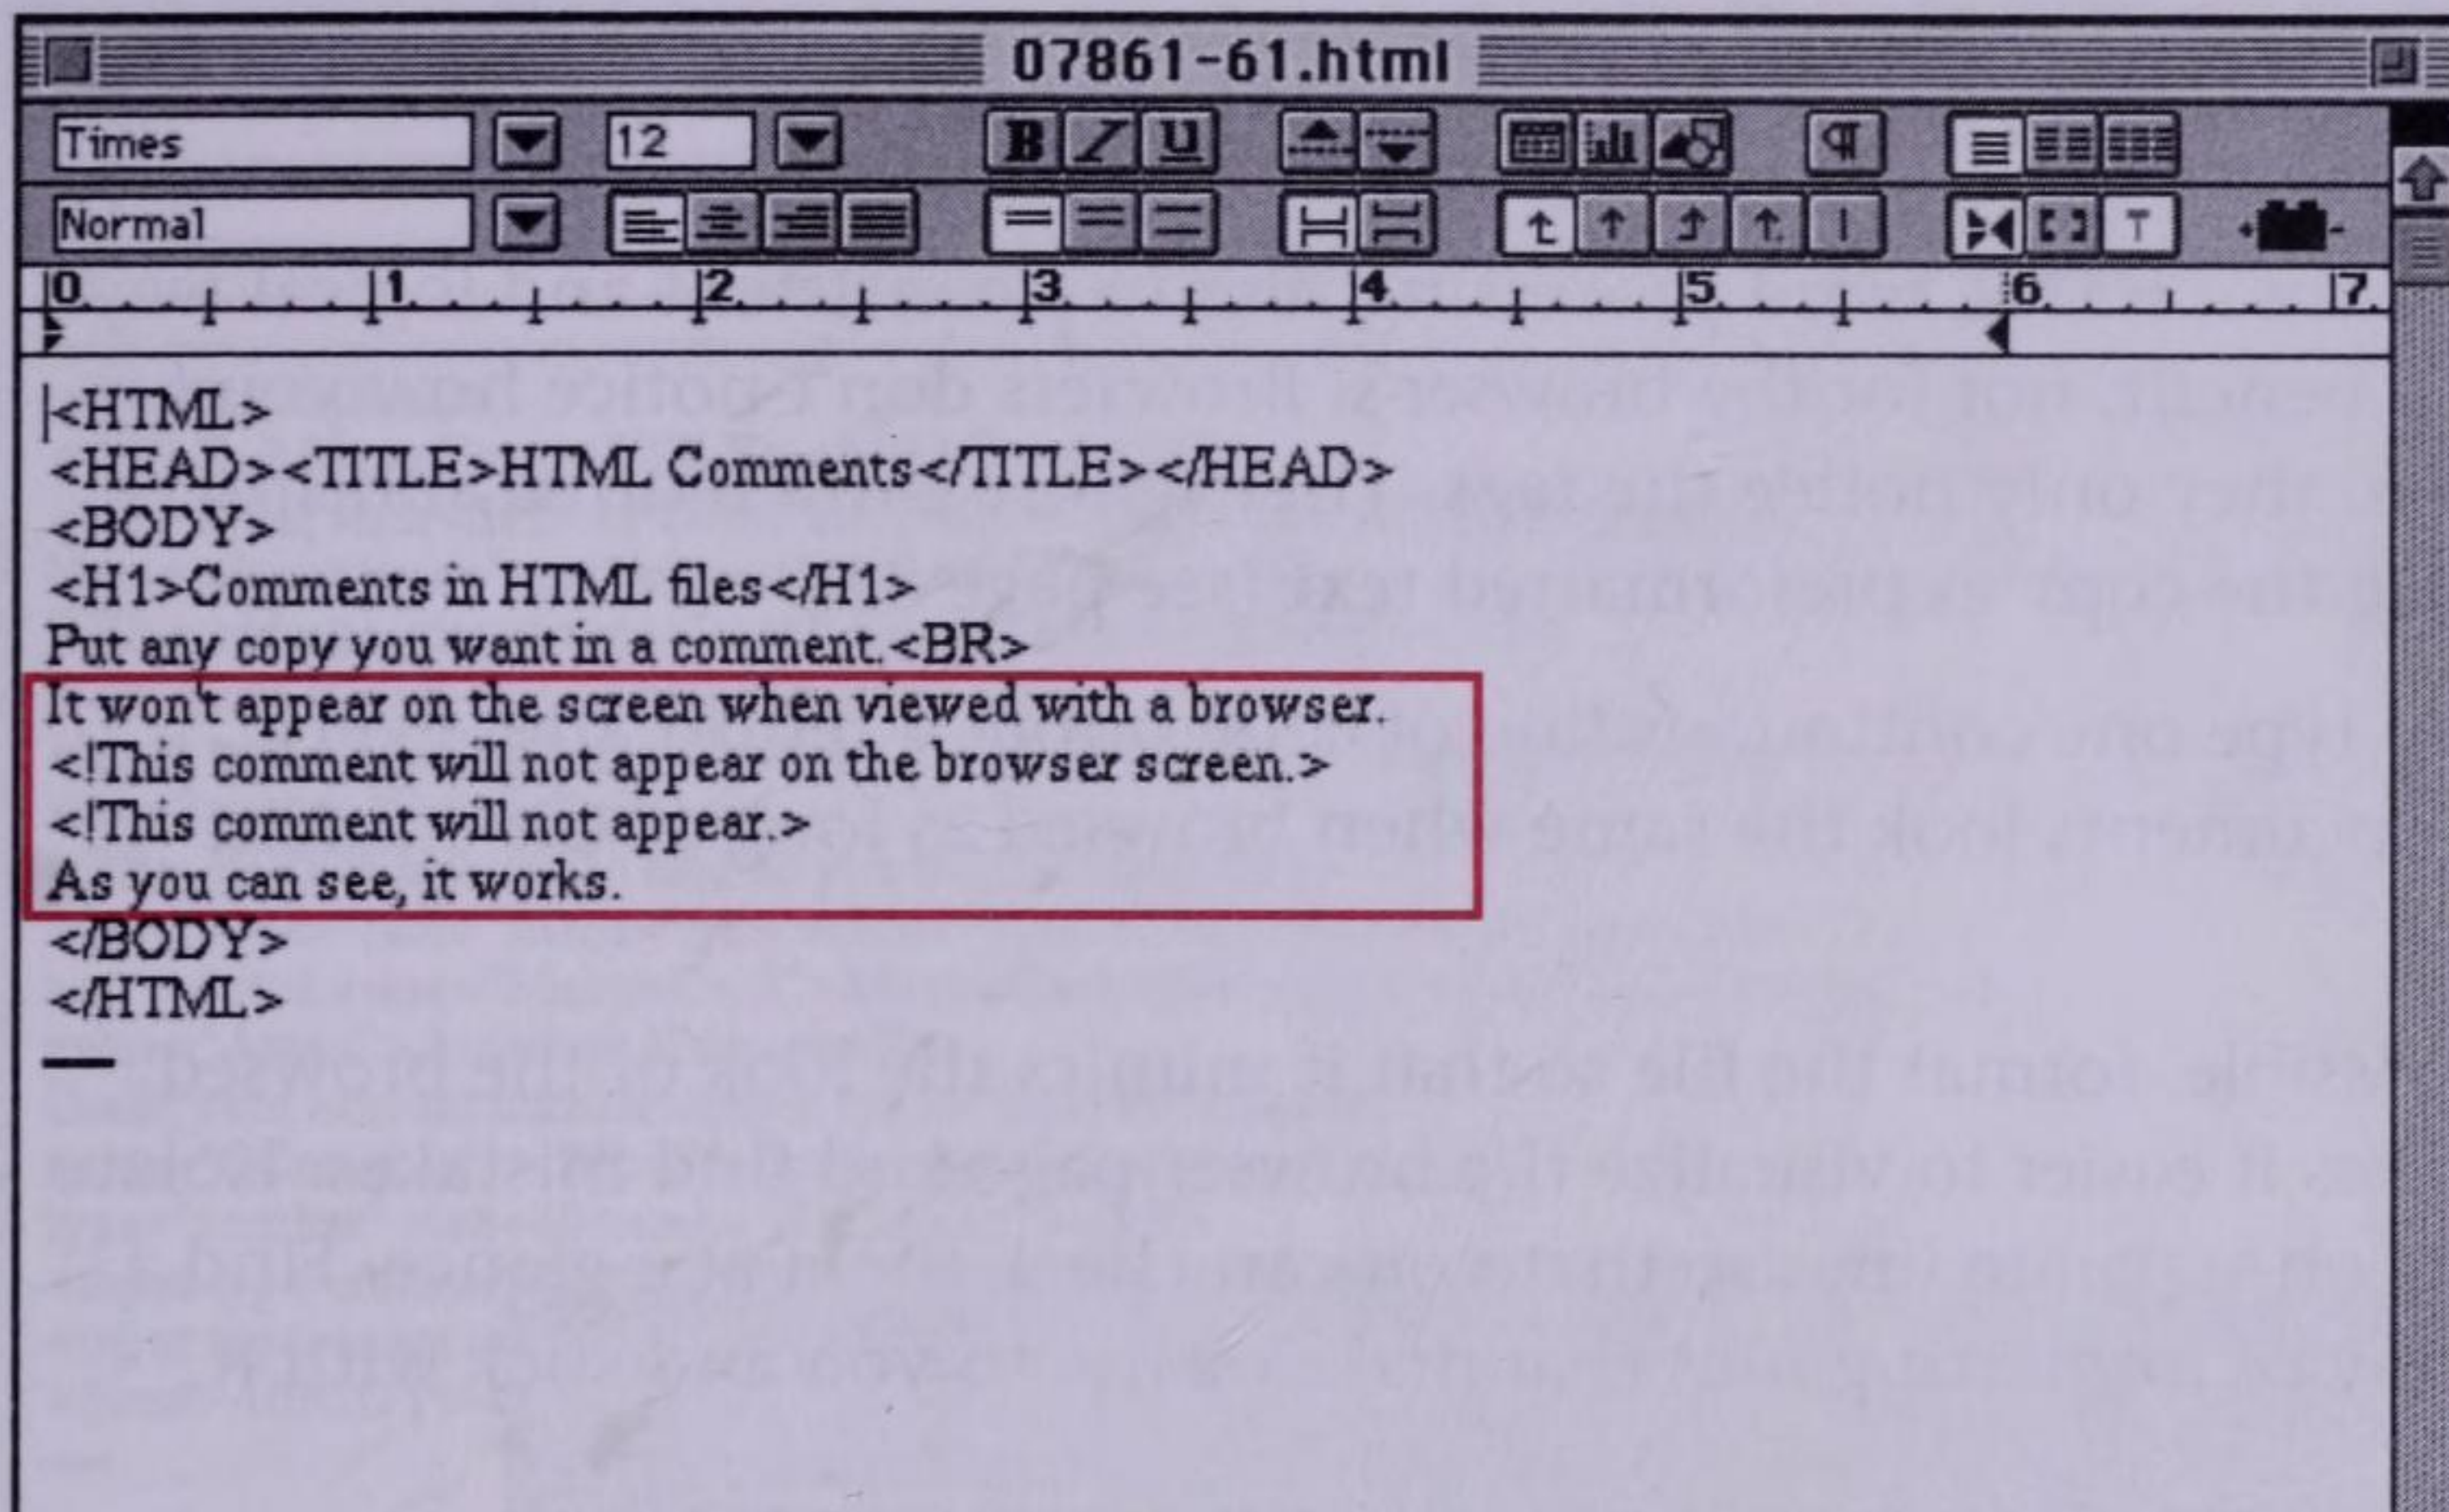 07861-61.html
Times 12 B I U ¶
Normal T
0 1 2 3 4 5 6 7
<HTML>
<HEAD><TITLE>HTML Comments</TITLE></HEAD>
<BODY>
<H1>Comments in HTML files</H1>
Put any copy you want in a comment.<BR>
It won't appear on the screen when viewed with a browser.
<!This comment will not appear on the browser screen.>
<!This comment will not appear.>
As you can see, it works.
</BODY>
</HTML>